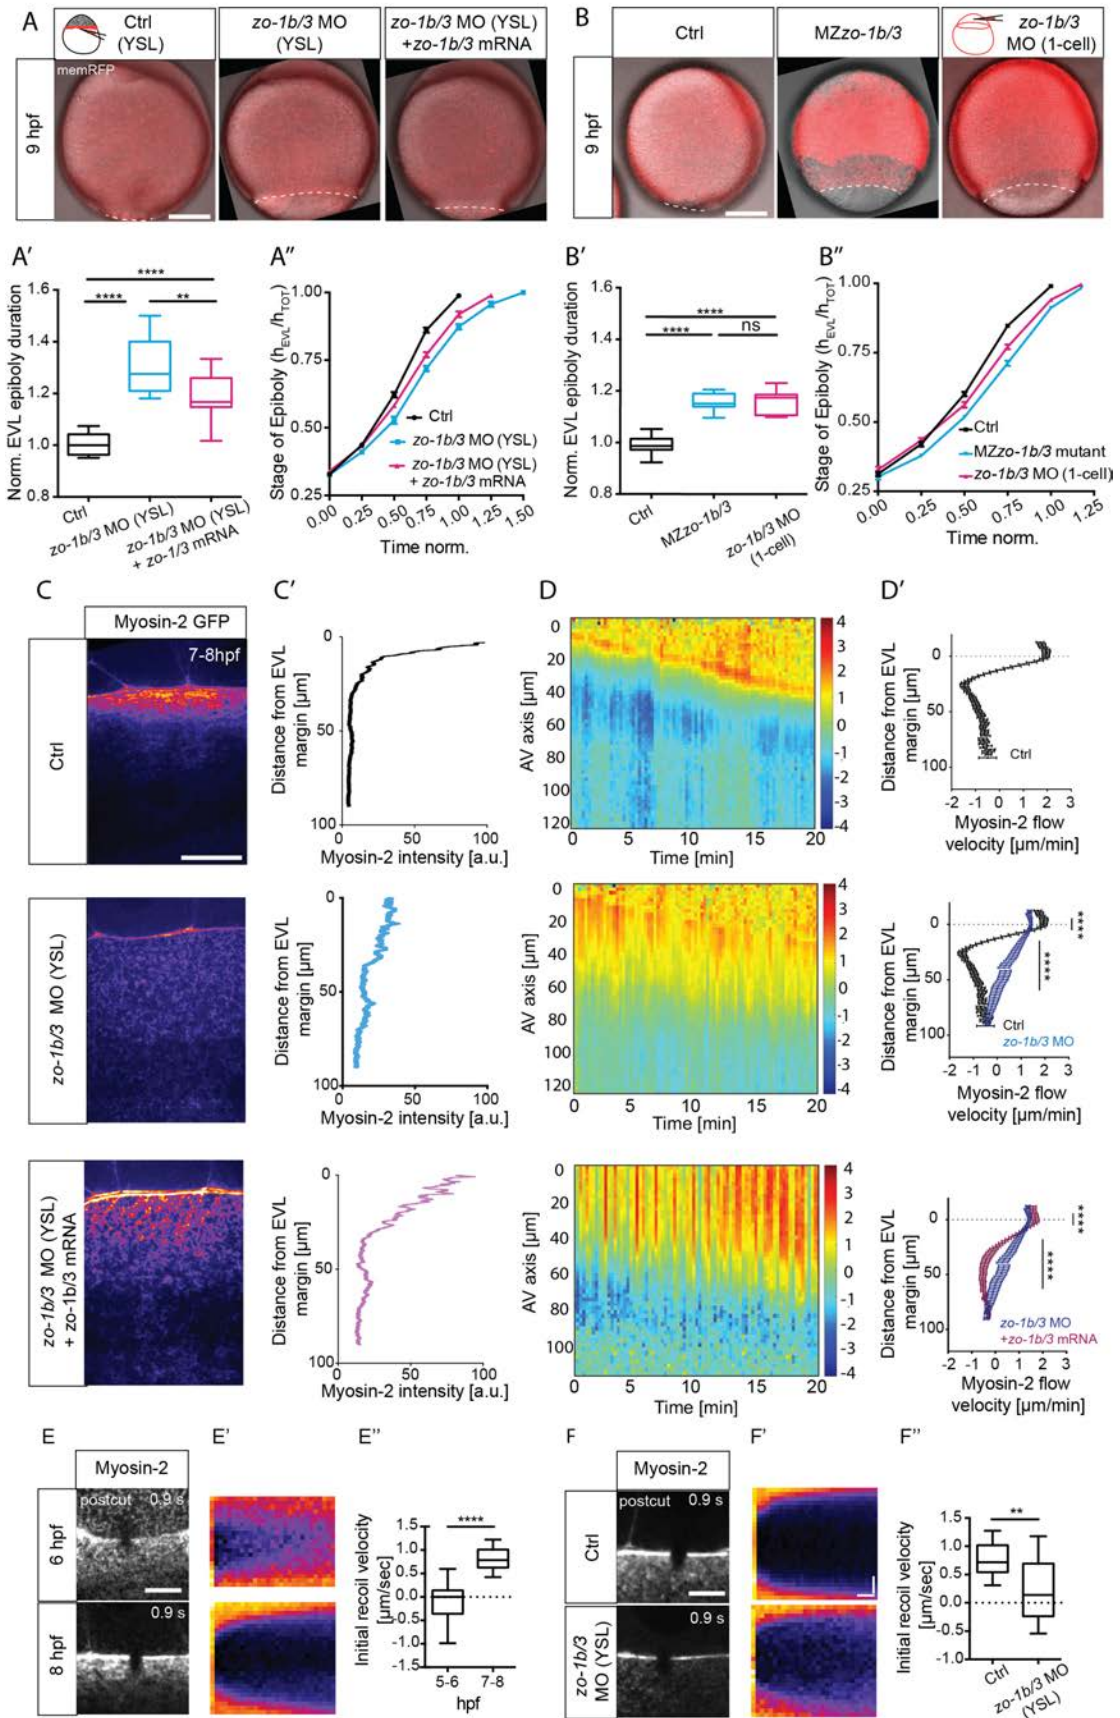 A
Ctrl
(YSL)
zo-1b/3 MO
(YSL)
zo-1b/3 MO (YSL)
+zo-1b/3 mRNA
memRFP
9 hpf
B
Ctrl
MZzo-1b/3
zo-1b/3
MO (1-cell)
9 hpf
A'
Norm. EVL epiboly duration
1.6
1.4
1.2
1.0
0.8
****
****
**
Ctrl
zo-1b/3 MO (YSL)
zo-1b/3 MO (YSL)
+ zo-1/3 mRNA
A''
Stage of Epiboly (hEVL/hTOT)
1.00
0.75
0.50
0.25
Ctrl
zo-1b/3 MO (YSL)
zo-1b/3 MO (YSL)
+ zo-1b/3 mRNA
0.00 0.25 0.50 0.75 1.00 1.25 1.50
Time norm.
B'
Norm. EVL epiboly duration
1.6
1.4
1.2
1.0
0.8
****
****
ns
Ctrl
MZzo-1b/3
zo-1b/3 MO
(1-cell)
B''
Stage of Epiboly (hEVL/hTOT)
1.00
0.75
0.50
0.25
Ctrl
MZzo-1b/3 mutant
zo-1b/3 MO (1-cell)
0.00 0.25 0.50 0.75 1.00 1.25
Time norm.
C
Myosin-2 GFP
7-8hpf
Ctrl
C'
Distance from EVL
margin [µm]
0
50
100
0 50 100
Myosin-2 intensity [a.u.]
D
AV axis [µm]
0
20
40
60
80
100
120
0 5 10 15 20
Time [min]
4
3
2
1
0
-1
-2
-3
-4
D'
Distance from EVL
margin [µm]
0
50
100
Ctrl
-2 -1 0 1 2 3
Myosin-2 flow
velocity [µm/min]
zo-1b/3 MO (YSL)
Distance from EVL
margin [µm]
0
50
100
0 50 100
Myosin-2 intensity [a.u.]
AV axis [µm]
0
20
40
60
80
100
120
0 5 10 15 20
Time [min]
4
3
2
1
0
-1
-2
-3
-4
Distance from EVL
margin [µm]
0
50
100
****
****
Ctrl
zo-1b/3 MO
-2 -1 0 1 2 3
Myosin-2 flow
velocity [µm/min]
zo-1b/3 MO (YSL)
+ zo-1b/3 mRNA
Distance from EVL
margin [µm]
0
50
100
0 50 100
Myosin-2 intensity [a.u.]
AV axis [µm]
0
20
40
60
80
100
0 5 10 15 20
Time [min]
4
3
2
1
0
-1
-2
-3
-4
Distance from EVL
margin [µm]
0
50
100
****
****
zo-1b/3 MO
+zo-1b/3 mRNA
-2 -1 0 1 2 3
Myosin-2 flow
velocity [µm/min]
E
Myosin-2
postcut 0.9 s
6 hpf
0.9 s
8 hpf
E'
E''
Initial recoil velocity
[µm/sec]
1.5
1.0
0.5
0.0
0.5
1.0
-1.5
****
5-6 7-8
hpf
F
Myosin-2
postcut 0.9 s
Ctrl
0.9 s
zo-1b/3
MO (YSL)
F'
F''
Initial recoil velocity
[µm/sec]
1.5
1.0
0.5
0.0
0.5
1.0
**
Ctrl
zo-1b/3 MO
(YSL)